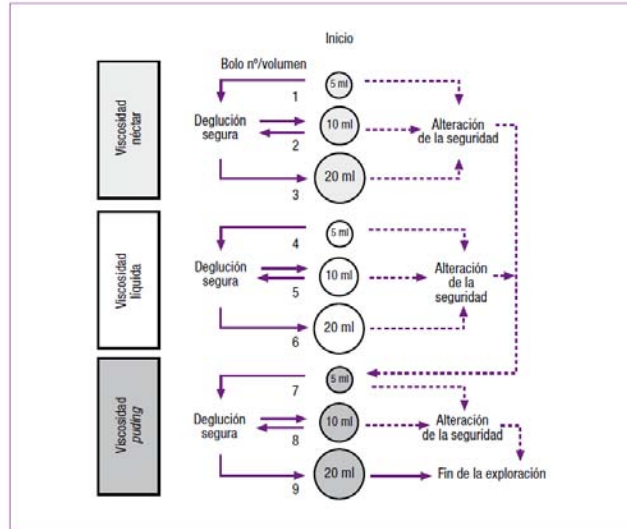 Inicio
Bolo nº/volumen
Viscosidad
néctar
5 ml
1
Deglución
segura
10 ml
2
Alteración
de la seguridad
20 ml
3
Viscosidad
líquida
5 ml
4
Deglución
segura
10 ml
5
Alteración
de la
seguridad
20 ml
6
Viscosidad
puding
5 ml
7
Deglución
segura
10 ml
8
Alteración
de la seguridad
20 ml
9
Fin de la exploración